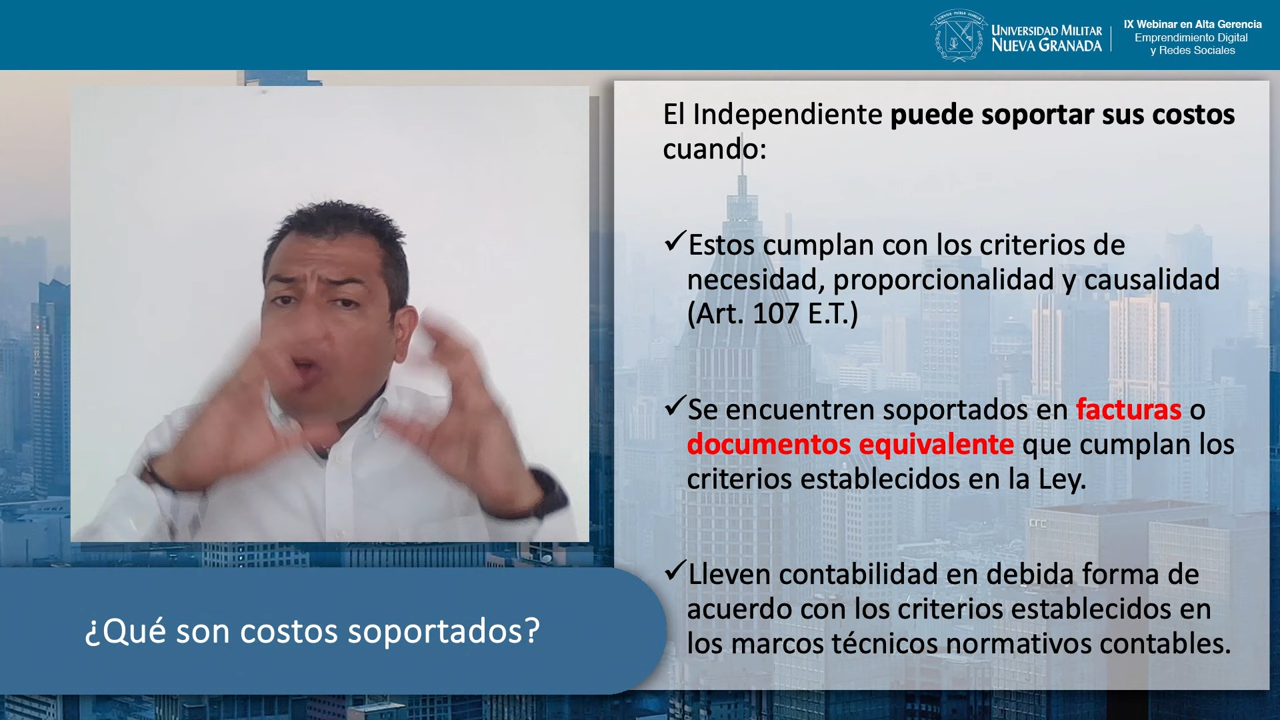 UNIVERSIDAD MILITAR
NUEVA GRANADA
IX Webinar en Alta Gerencia
Emprendimiento Digital
y Redes Sociales
El Independiente puede soportar sus costos
cuando:
✓Estos cumplan con los criterios de
necesidad, proporcionalidad y causalidad
(Art. 107 E.T.)
✓Se encuentren soportados en facturas o
documentos equivalente que cumplan los
criterios establecidos en la Ley.
✓Lleven contabilidad en debida forma de
acuerdo con los criterios establecidos en
los marcos técnicos normativos contables.
¿Qué son costos soportados?